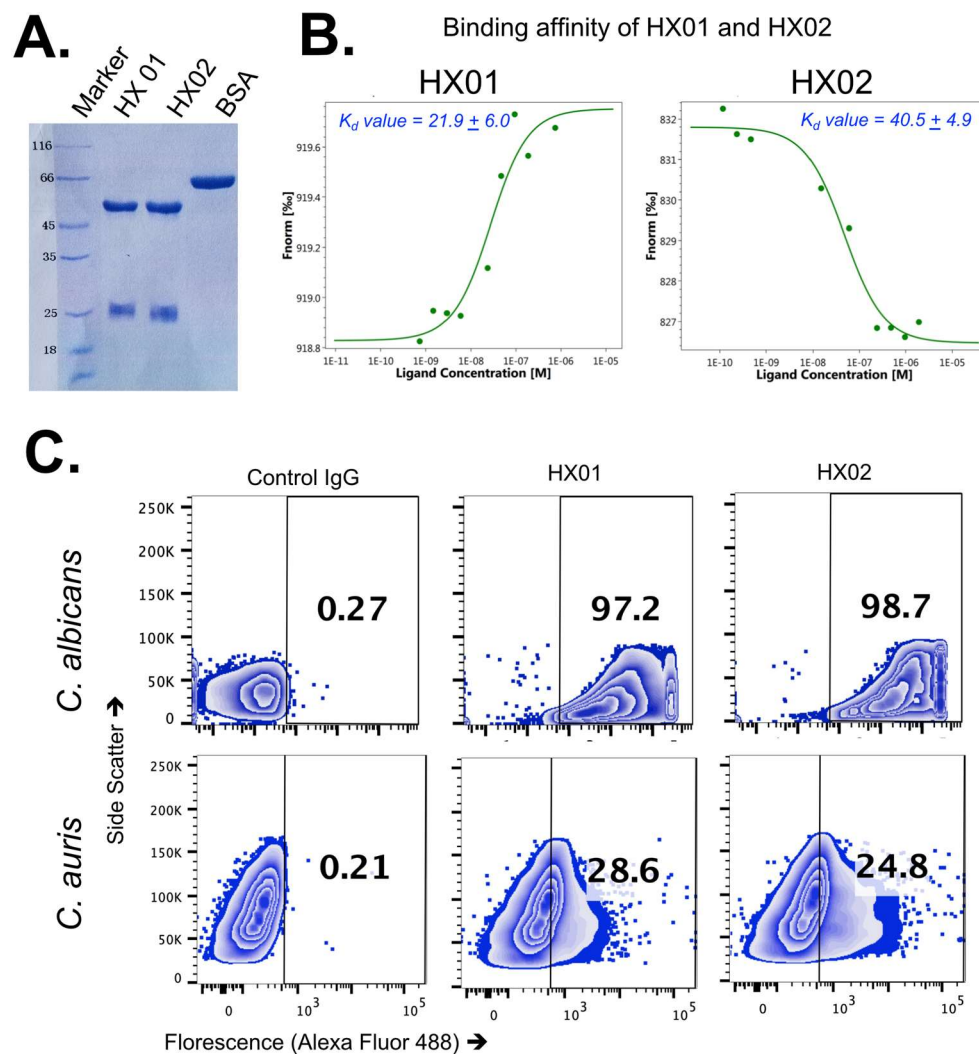 A.
Marker
HX 01
HX02
BSA
116
66
45
35
25
18
B.
Binding affinity of HX01 and HX02
HX01
Kd value = 21.9 ± 6.0
919.6
919.4
919.2
919.0
918.8
Fnorm [‰]
1E-11 1E-10 1E-09 1E-08 1E-07 1E-06 1E-05
Ligand Concentration [M]
HX02
Kd value = 40.5 ± 4.9
832
831
830
829
828
827
Fnorm [‰]
1E-10 1E-09 1E-08 1E-07 1E-06 1E-05
Ligand Concentration [M]
C.
Control IgG
HX01
HX02
C. albicans
250K
200K
150K
100K
50K
0
0.27
97.2
98.7
Side Scatter ➔
C. auris
250K
200K
150K
100K
50K
0
0.21
28.6
24.8
0 10³ 10⁵
0 10³ 10⁵
0 10³ 10⁵
Florescence (Alexa Fluor 488) ➔